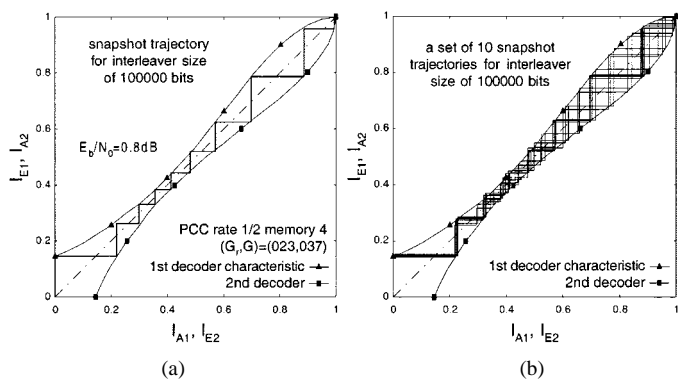 1
0.8
0.6
0.4
0.2
0
I_E1, I_A2
snapshot trajectory
for interleaver size
of 100000 bits
E_b/N_0=0.8dB
PCC rate 1/2 memory 4
(G_r,G)=(023,037)
1st decoder characteristic
2nd decoder
0 0.2 0.4 0.6 0.8 1
I_A1, I_E2
(a)
1
0.8
0.6
0.4
0.2
0
I_E1, I_A2
a set of 10 snapshot
trajectories for interleaver
size of 100000 bits
1st decoder characteristic
2nd decoder
0 0.2 0.4 0.6 0.8 1
I_A1, I_E2
(b)